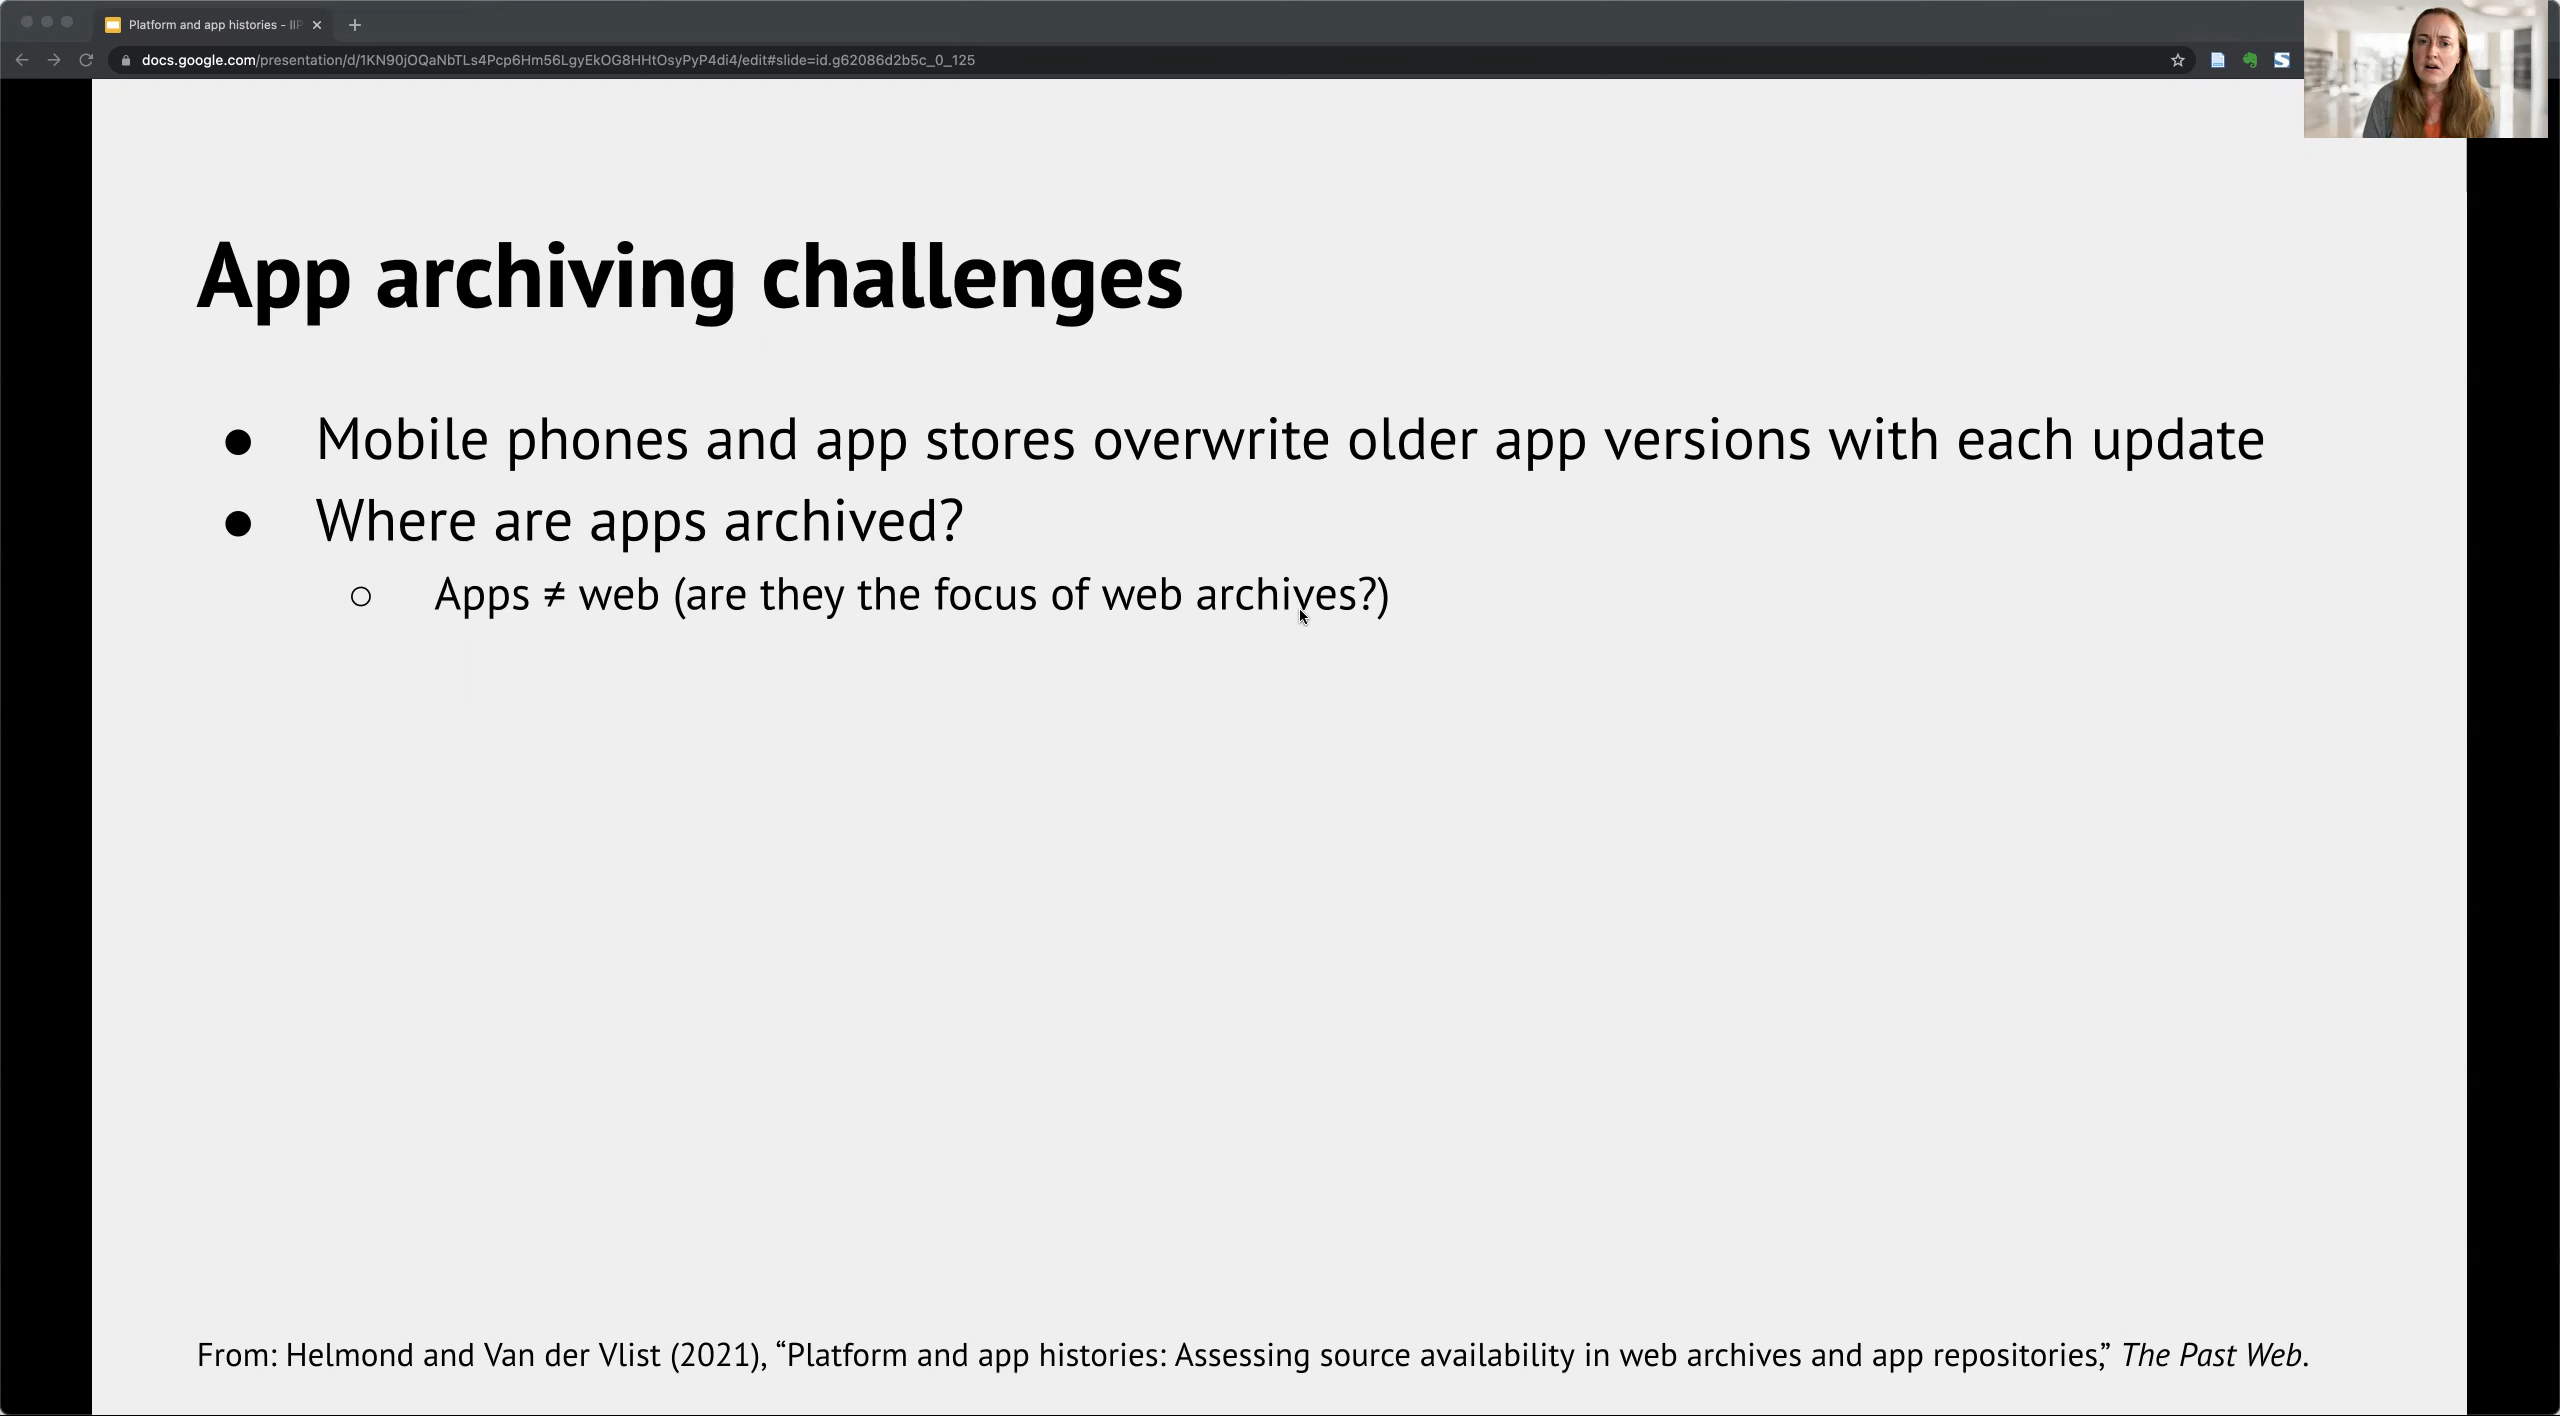 Platform and app histories - IIP
docs.google.com/presentation/d/1KN90jOQaNbTLs4Pcp6Hm56LgyEkOG8HHtOsyPyP4di4/edit#slide=id.g62086d2b5c_0_125
App archiving challenges
● Mobile phones and app stores overwrite older app versions with each update
● Where are apps archived?
○ Apps ≠ web (are they the focus of web archives?)
From: Helmond and Van der Vlist (2021), “Platform and app histories: Assessing source availability in web archives and app repositories,” The Past Web.